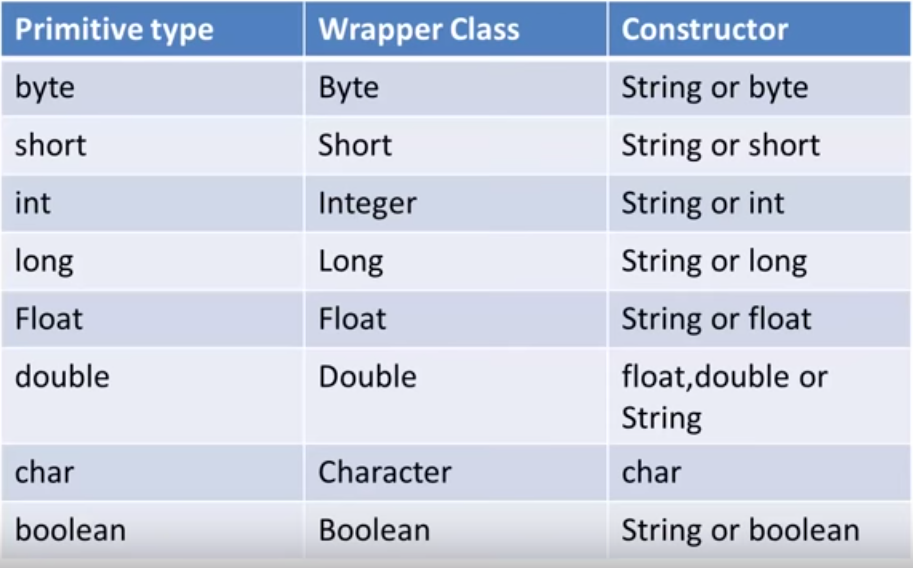 Primitive type Wrapper Class Constructor
byte Byte String or byte
short Short String or short
int Integer String or int
long Long String or long
Float Float String or float
double Double float,double or
String
char Character char
boolean Boolean String or boolean